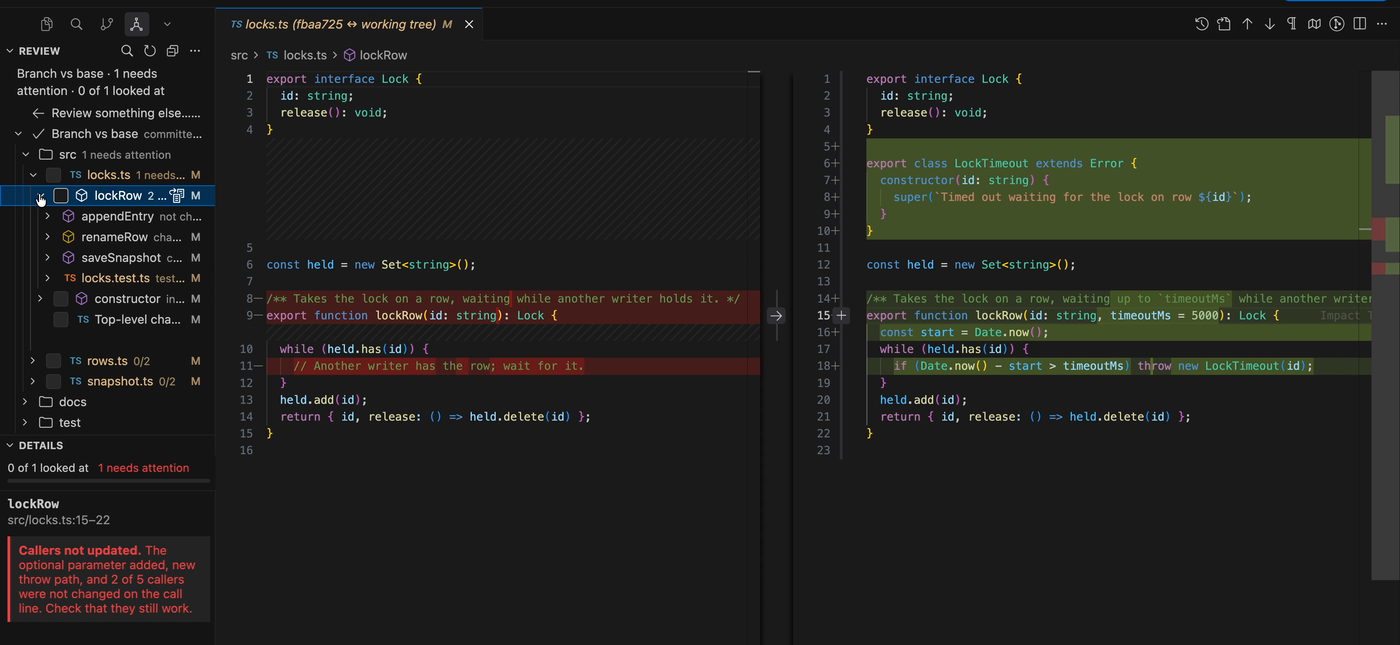 TS locks.ts (fbaa725 ↔ working tree) M
REVIEW
Branch vs base · 1 needs
attention · 0 of 1 looked at
Review something else......
Branch vs base committe...
src 1 needs attention
TS locks.ts 1 needs... M
lockRow 2 ... M
appendEntry not ch...
renameRow cha... M
saveSnapshot c... M
TS locks.test.ts test... M
constructor in... M
TS Top-level cha... M
TS rows.ts 0/2 M
TS snapshot.ts 0/2 M
docs
test
DETAILS
0 of 1 looked at 1 needs attention
lockRow
src/locks.ts:15–22
Callers not updated. The
optional parameter added, new
throw path, and 2 of 5 callers
were not changed on the call
line. Check that they still work.
src > TS locks.ts > lockRow
1 export interface Lock {
2 id: string;
3 release(): void;
4 }
5
6 const held = new Set<string>();
7
8— /** Takes the lock on a row, waiting while another writer holds it. */
9— export function lockRow(id: string): Lock {
10 while (held.has(id)) {
11— // Another writer has the row; wait for it.
12 }
13 held.add(id);
14 return { id, release: () => held.delete(id) };
15 }
16
1 export interface Lock {
2 id: string;
3 release(): void;
4 }
5+
6+ export class LockTimeout extends Error {
7+ constructor(id: string) {
8+ super(`Timed out waiting for the lock on row ${id}`);
9+ }
10+ }
11
12 const held = new Set<string>();
13
14+ /** Takes the lock on a row, waiting up to `timeoutMs` while another writer
15+ export function lockRow(id: string, timeoutMs = 5000): Lock { Impact
16+ const start = Date.now();
17 while (held.has(id)) {
18+ if (Date.now() - start > timeoutMs) throw new LockTimeout(id);
19 }
20 held.add(id);
21 return { id, release: () => held.delete(id) };
22 }
23